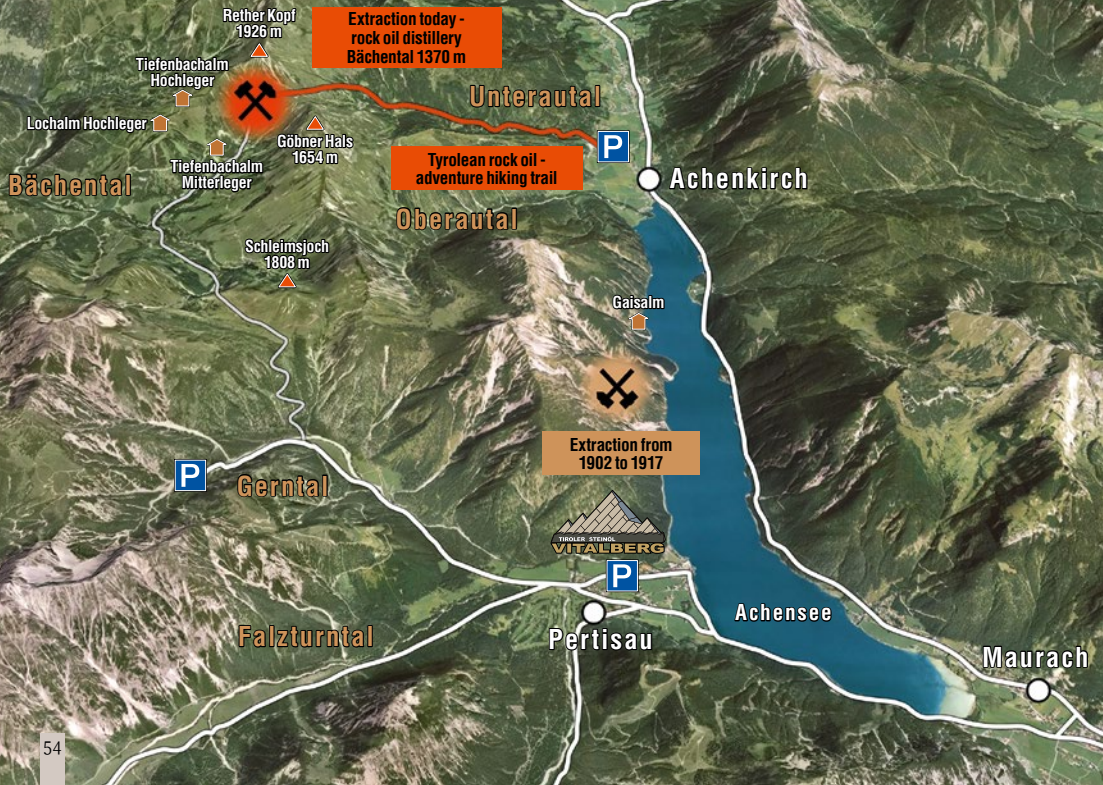 Rether Kopf
1926 m
Extraction today -
rock oil distillery
Bächental 1370 m
Tiefenbachalm
Hochleger
Unterautal
Lochalm Hochleger
Göbner Hals
1654 m
P
Tiefenbachalm
Mitterleger
Tyrolean rock oil -
adventure hiking trail
Achenkirch
Bächental
Oberautal
Schleimsjoch
1808 m
Gaisalm
Extraction from
1902 to 1917
P
Gerntal
TIROLER STEINÖL
VITALBERG
P
Achensee
Falzturntal
Pertisau
Maurach
54